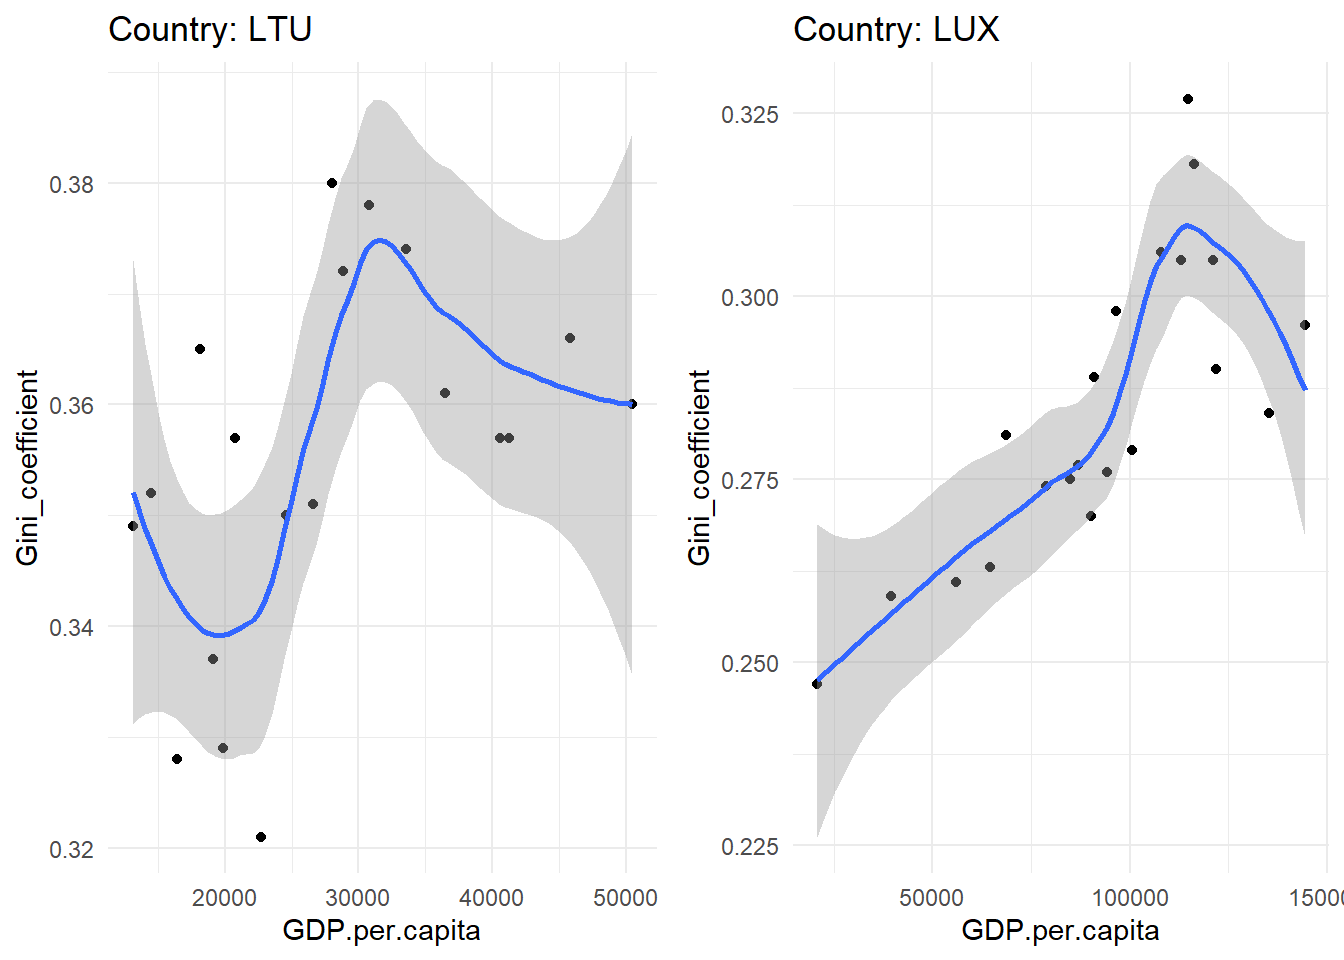 Country: LTU
Gini_coefficient
0.38
0.36
0.34
0.32
20000 30000 40000 50000
GDP.per.capita
Country: LUX
Gini_coefficient
0.325
0.300
0.275
0.250
0.225
50000 100000 15000
GDP.per.capita